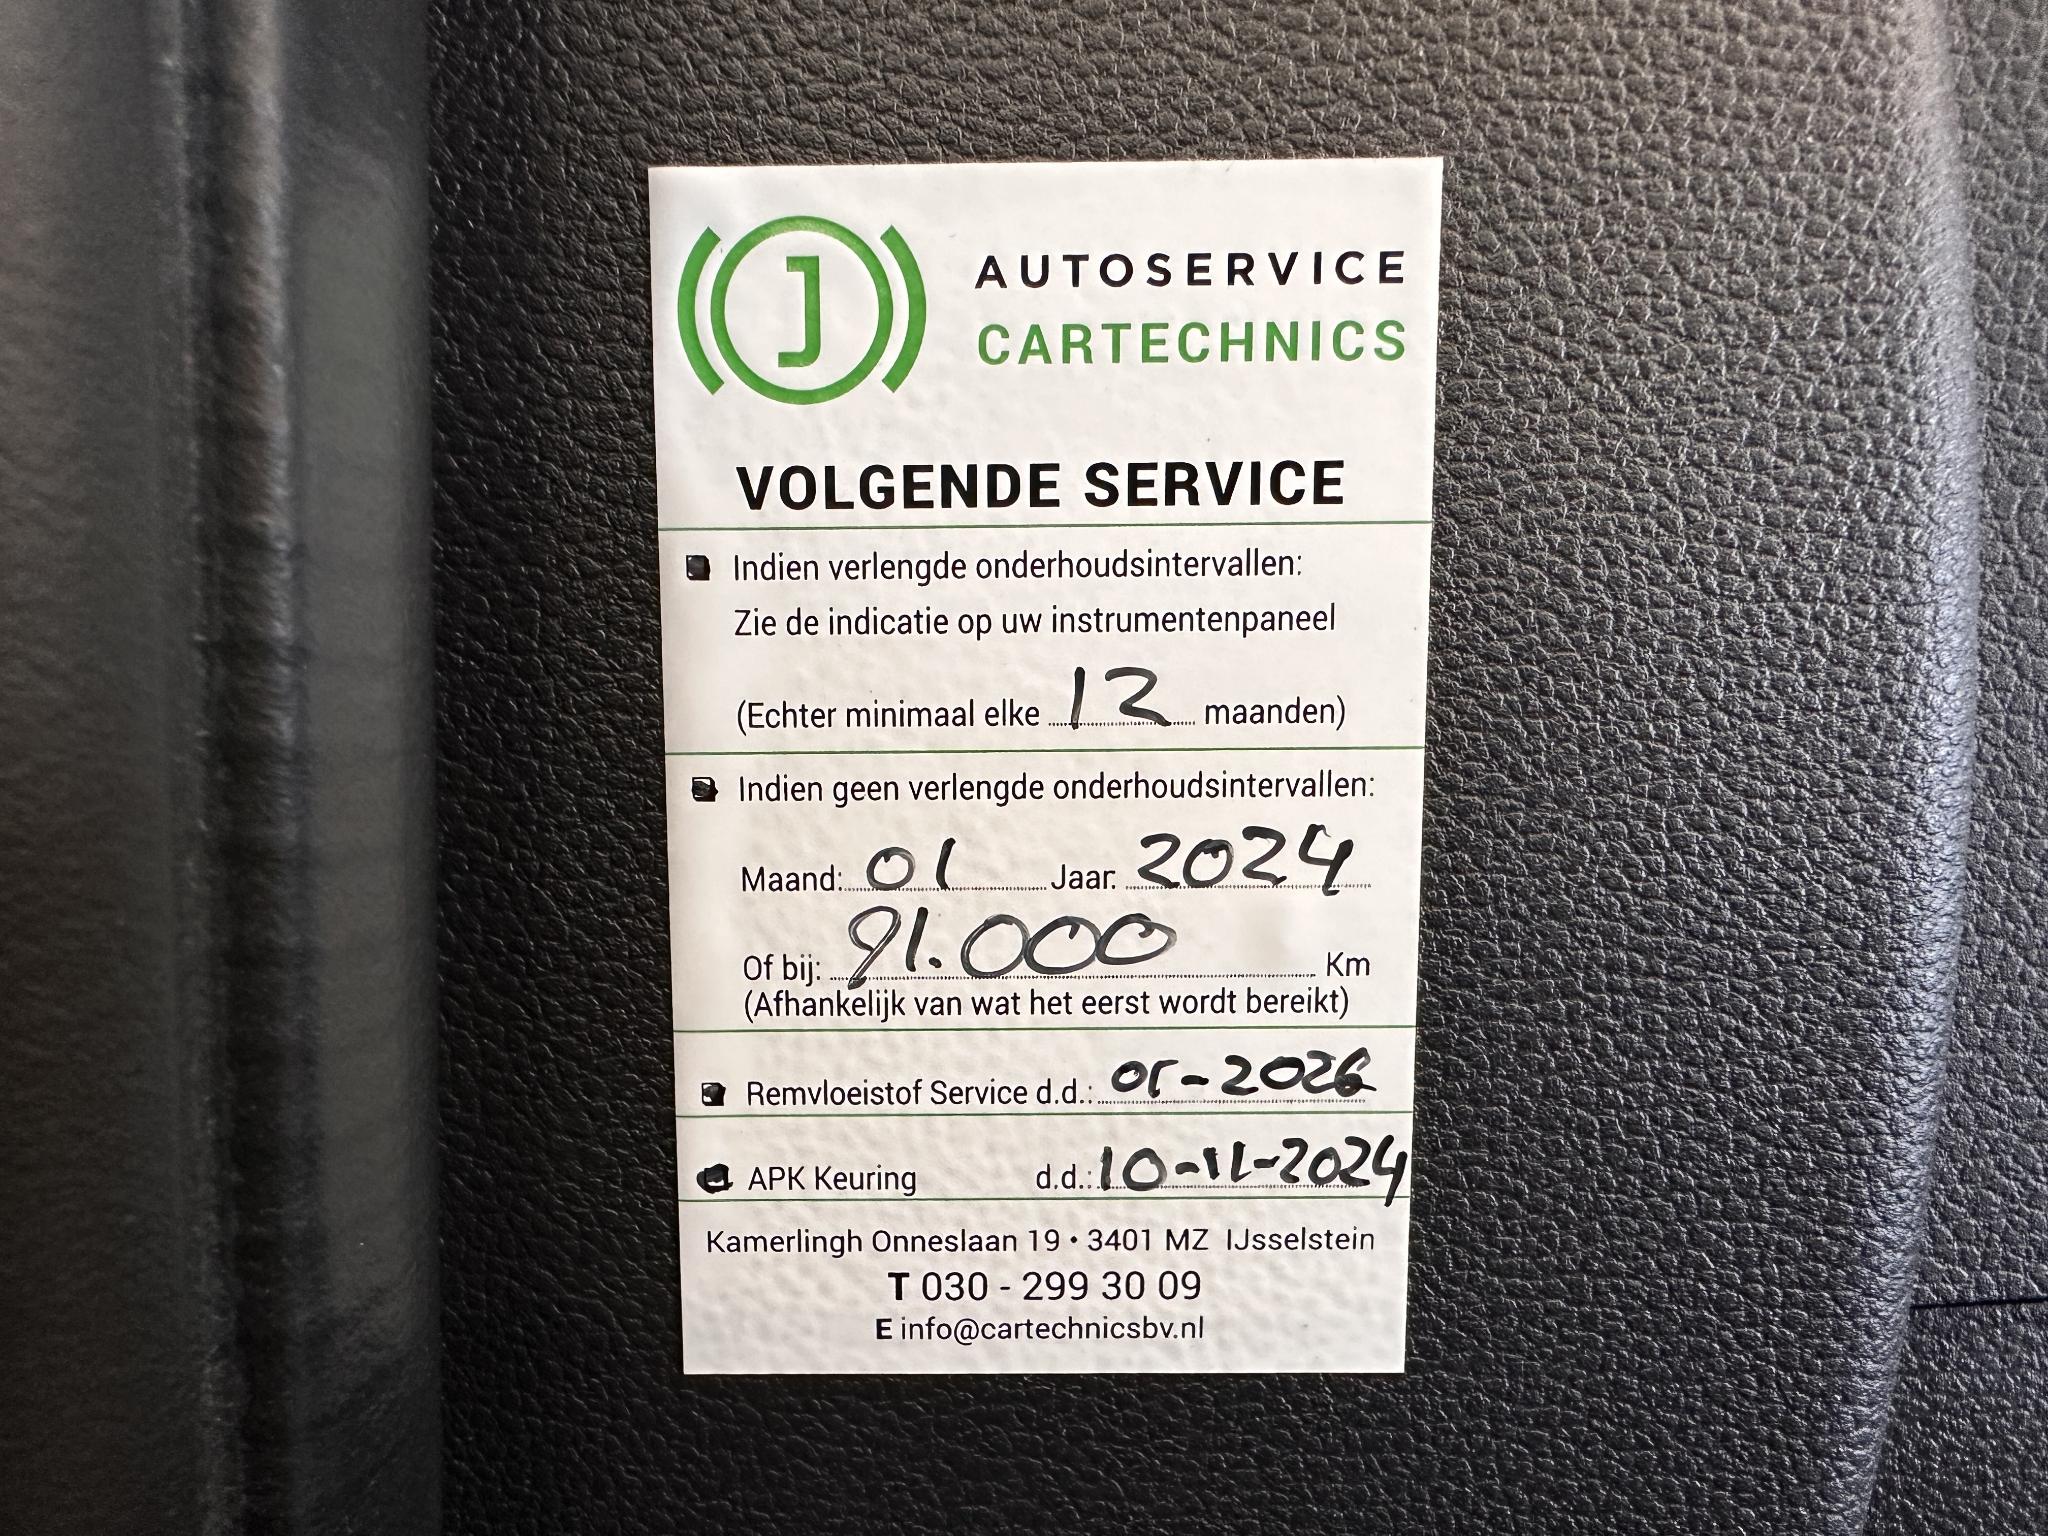 J
AUTOSERVICE
CARTECHNICS
VOLGENDE SERVICE
Indien verlengde onderhoudsintervallen:
Zie de indicatie op uw instrumentenpaneel
(Echter minimaal elke 12 maanden)
Indien geen verlengde onderhoudsintervallen:
Maand: 01 Jaar: 2024
Of bij: 91.000 Km
(Afhankelijk van wat het eerst wordt bereikt)
Remvloeistof Service d.d.: 05-2026
APK Keuring d.d.: 10-11-2024
Kamerlingh Onneslaan 19 • 3401 MZ IJsselstein
T 030 - 299 30 09
E info@cartechnicsbv.nl